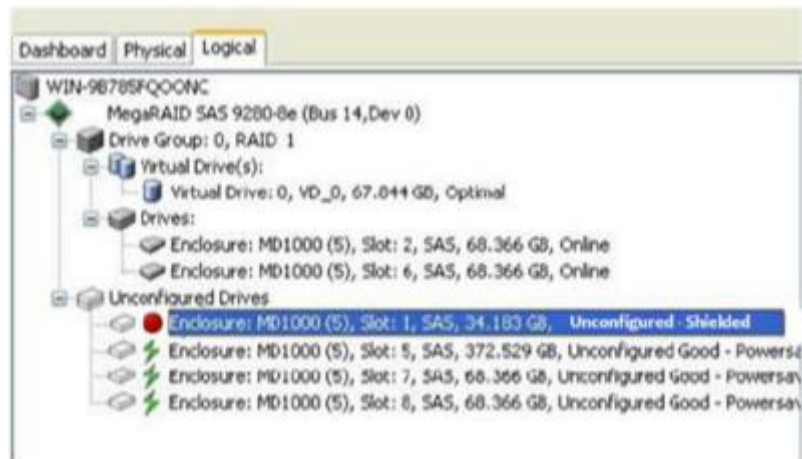 Dashboard Physical Logical
WIN-9B785FQOONC
MegaRAID SAS 9280-8e (Bus 14,Dev 0)
Drive Group: 0, RAID 1
Virtual Drive(s):
Virtual Drive: 0, VD_0, 67.844 GB, Optimal
Drives:
Enclosure: MD1000 (5), Slot: 2, SAS, 68.366 GB, Online
Enclosure: MD1000 (5), Slot: 6, SAS, 68.366 GB, Online
Unconfigured Drives
Enclosure: MD1000 (5), Slot: 1, SAS, 34.183 GB, Unconfigured - Shielded
Enclosure: MD1000 (5), Slot: 5, SAS, 372.529 GB, Unconfigured Good - Powersa
Enclosure: MD1000 (5), Slot: 7, SAS, 68.366 GB, Unconfigured Good - Powersav
Enclosure: MD1000 (5), Slot: 8, SAS, 68.366 GB, Unconfigured Good - Powersav